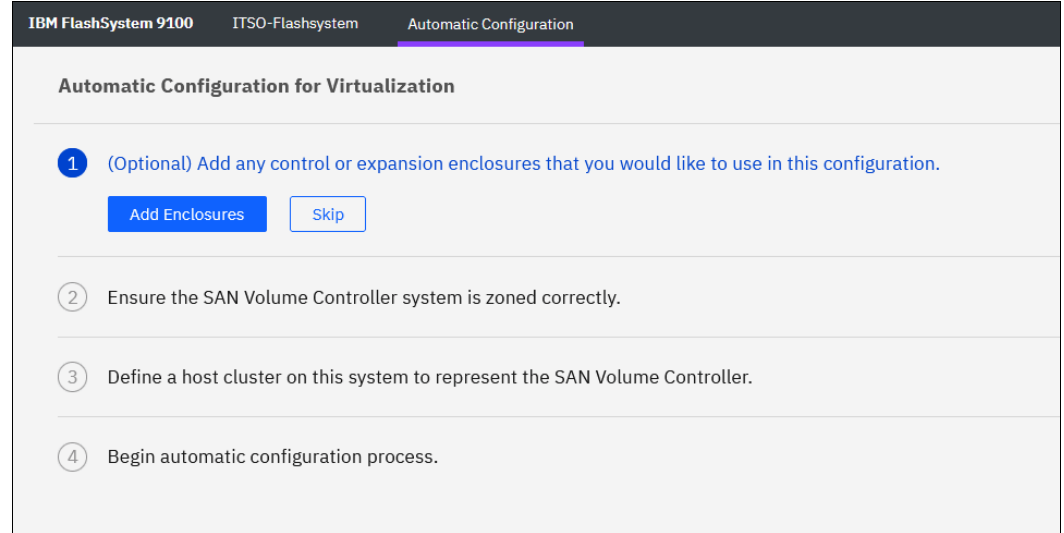 IBM FlashSystem 9100 ITSO-Flashsystem Automatic Configuration
Automatic Configuration for Virtualization
1 (Optional) Add any control or expansion enclosures that you would like to use in this configuration.
Add Enclosures Skip
2 Ensure the SAN Volume Controller system is zoned correctly.
3 Define a host cluster on this system to represent the SAN Volume Controller.
4 Begin automatic configuration process.